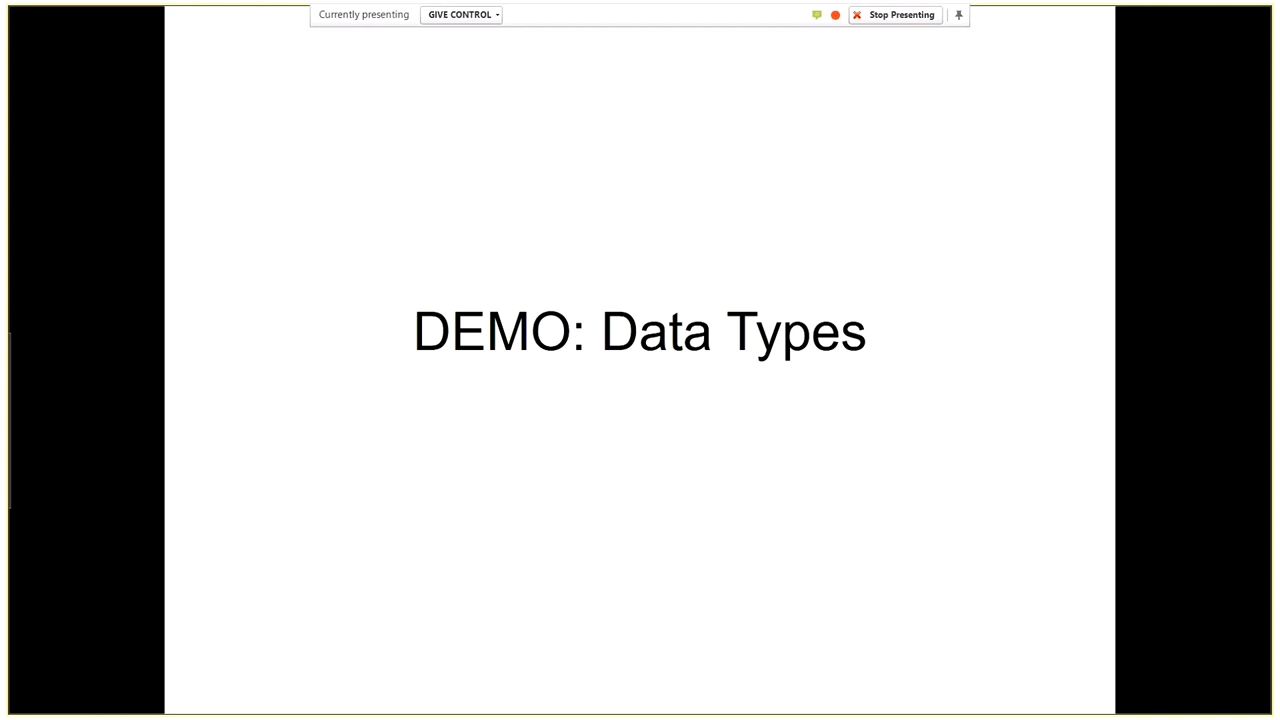 Currently presenting GIVE CONTROL Stop Presenting
DEMO: Data Types